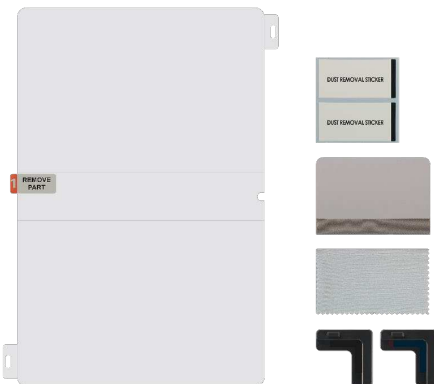 1
REMOVE
PART
DUST REMOVAL STICKER
DUST REMOVAL STICKER